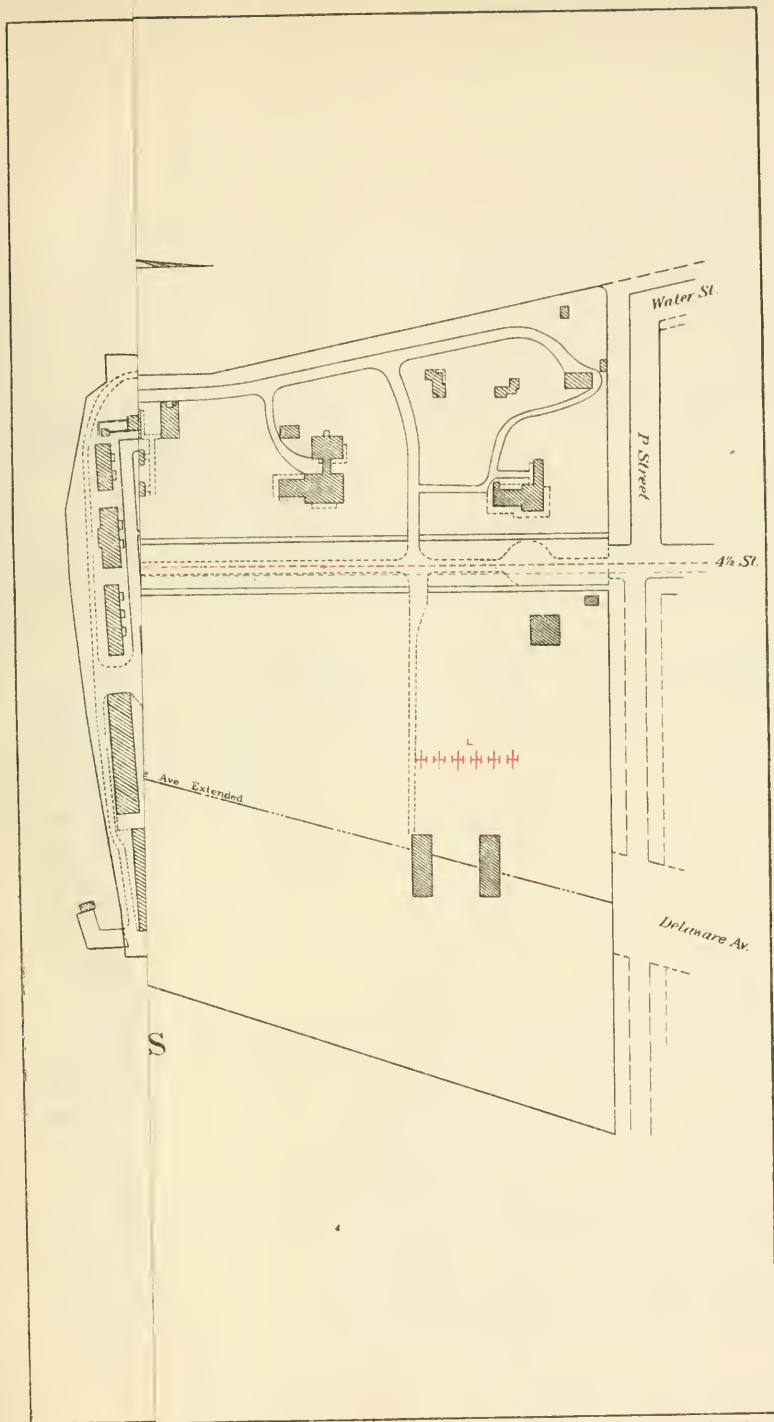 Water St.
P Street
4½ St.
L
Ave Extended
Delaware Av.
S